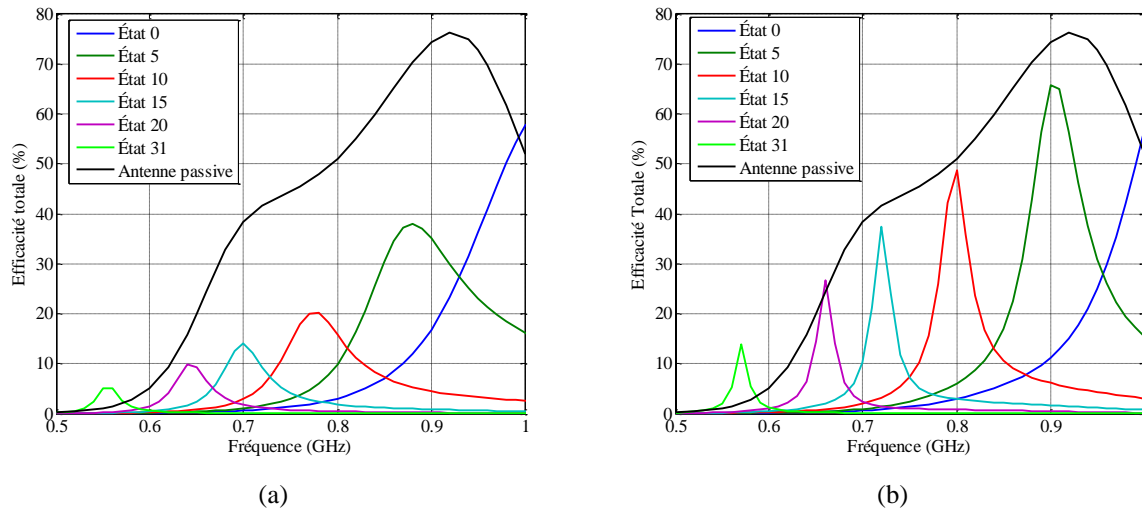 80
70
60
50
40
30
20
10
0
Efficacité totale (%)
État 0
État 5
État 10
État 15
État 20
État 31
Antenne passive
0.5
0.6
0.7
0.8
0.9
1
Fréquence (GHz)
(a)
80
70
60
50
40
30
20
10
0
Efficacité Totale (%)
État 0
État 5
État 10
État 15
État 20
État 31
Antenne passive
0.5
0.6
0.7
0.8
0.9
Fréquence (GHz)
(b)